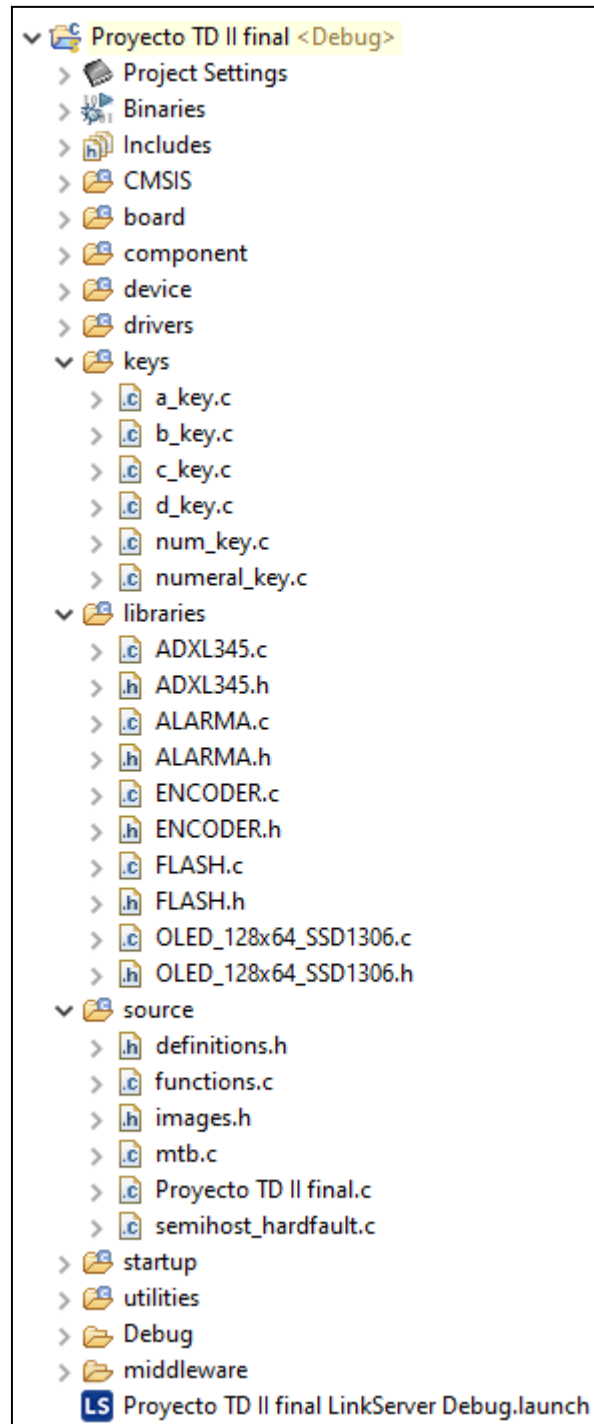 Proyecto TD II final <Debug>
Project Settings
Binaries
Includes
CMSIS
board
component
device
drivers
keys
.c a_key.c
.c b_key.c
.c c_key.c
.c d_key.c
.c num_key.c
.c numeral_key.c
libraries
.c ADXL345.c
.h ADXL345.h
.c ALARMA.c
.h ALARMA.h
.c ENCODER.c
.h ENCODER.h
.c FLASH.c
.h FLASH.h
.c OLED_128x64_SSD1306.c
.h OLED_128x64_SSD1306.h
source
.h definitions.h
.c functions.c
.h images.h
.c mtb.c
.c Proyecto TD II final.c
.c semihost_hardfault.c
startup
utilities
Debug
middleware
LS Proyecto TD II final LinkServer Debug.launch